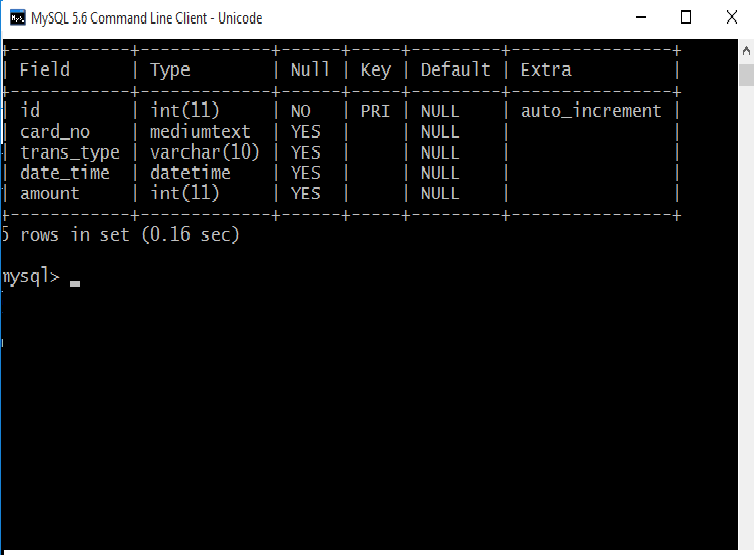 MySQL 5.6 Command Line Client - Unicode
+------------+-------------+------+-----+---------+----------------+
| Field | Type | Null | Key | Default | Extra |
+------------+-------------+------+-----+---------+----------------+
| id | int(11) | NO | PRI | NULL | auto_increment |
| card_no | mediumtext | YES | | NULL | |
| trans_type | varchar(10) | YES | | NULL | |
| date_time | datetime | YES | | NULL | |
| amount | int(11) | YES | | NULL | |
+------------+-------------+------+-----+---------+----------------+
5 rows in set (0.16 sec)
mysql> _